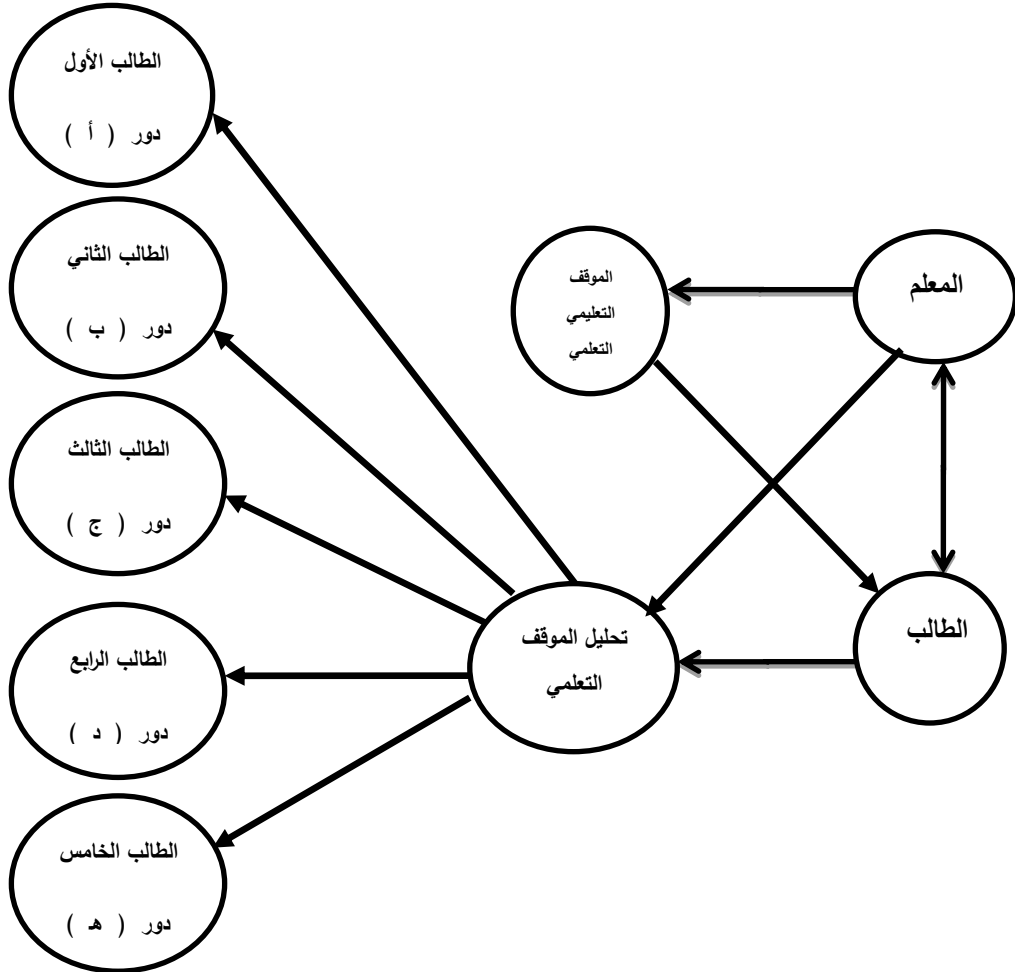 المعلم
الموقف
التعليمي
التعلمي
الطالب
تحليل الموقف
التعلمي
الطالب الأول
دور ( أ )
الطالب الثاني
دور ( ب )
الطالب الثالث
دور ( ج )
الطالب الرابع
دور ( د )
الطالب الخامس
دور ( هـ )